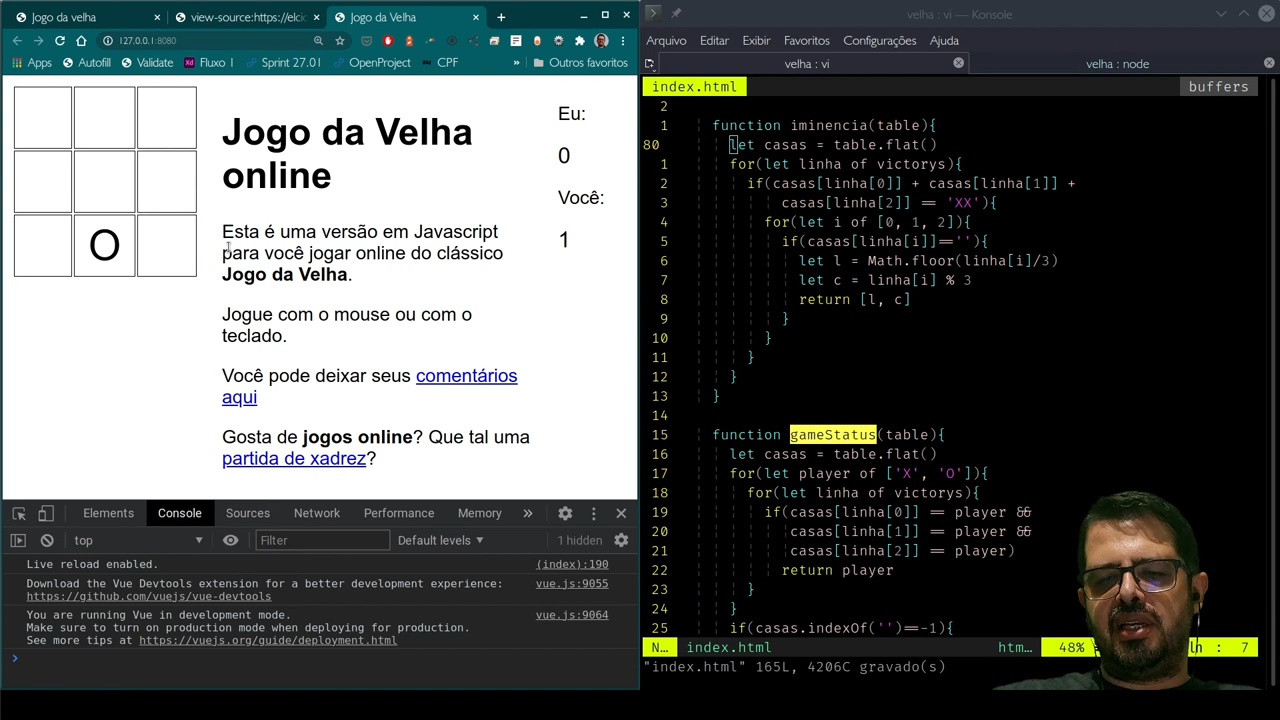 Jogo da velha
view-source:https://elcio
Jogo da Velha
127.0.0.1:8080
Apps
Autofill
Validate
Fluxo 1
Sprint 27.01
OpenProject
CPF
»
Outros favoritos
O
Jogo da Velha
online
Esta é uma versão em Javascript
para você jogar online do clássico
Jogo da Velha.
Jogue com o mouse ou com o
teclado.
Você pode deixar seus comentários
aqui
Gosta de jogos online? Que tal uma
partida de xadrez?
Eu:
0
Você:
1
Elements
Console
Sources
Network
Performance
Memory
»
top
Filter
Default levels
1 hidden
Live reload enabled. (index):190
Download the Vue Devtools extension for a better development experience: vue.js:9055
https://github.com/vuejs/vue-devtools
You are running Vue in development mode. vue.js:9064
Make sure to turn on production mode when deploying for production.
See more tips at https://vuejs.org/guide/deployment.html
velha : vi — Konsole
Arquivo Editar Exibir Favoritos Configurações Ajuda
velha : vi
velha : node
index.html
buffers
2
1 function iminencia(table){
80 let casas = table.flat()
1 for(let linha of victorys){
2 if(casas[linha[0]] + casas[linha[1]] +
3 casas[linha[2]] == 'XX'){
4 for(let i of [0, 1, 2]){
5 if(casas[linha[i]]==''){
6 let l = Math.floor(linha[i]/3)
7 let c = linha[i] % 3
8 return [l, c]
9 }
10 }
11 }
12 }
13 }
14
15 function gameStatus(table){
16 let casas = table.flat()
17 for(let player of ['X', 'O']){
18 for(let linha of victorys){
19 if(casas[linha[0]] == player &&
20 casas[linha[1]] == player &&
21 casas[linha[2]] == player)
22 return player
23 }
24 }
25 if(casas.indexOf('')==-1){
N… index.html htm… 48% ln : 7
"index.html" 165L, 4206C gravado(s)